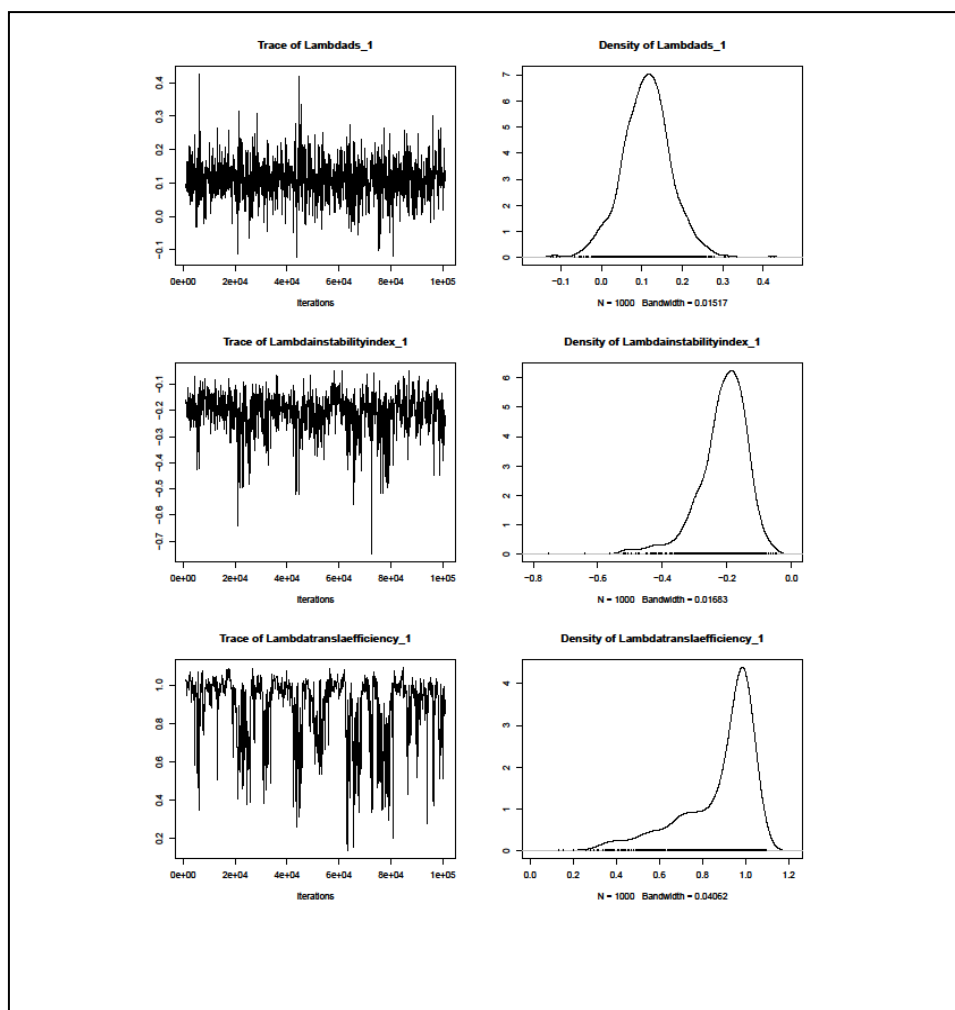 Trace of Lambdads_1
Density of Lambdads_1
0.4
0.3
0.2
0.1
0.0
−0.1
0e+00 2e+04 4e+04 6e+04 8e+04 1e+05
Iterations
7
6
5
4
3
2
1
0
−0.1 0.0 0.1 0.2 0.3 0.4
N = 1000 Bandwidth = 0.01517
Trace of Lambdainstabilityindex_1
Density of Lambdainstabilityindex_1
−0.1
−0.2
−0.3
−0.4
−0.5
−0.6
−0.7
0e+00 2e+04 4e+04 6e+04 8e+04 1e+05
Iterations
6
5
4
3
2
1
0
−0.8 −0.6 −0.4 −0.2 0.0
N = 1000 Bandwidth = 0.01683
Trace of Lambdatranslaefficiency_1
Density of Lambdatranslaefficiency_1
1.0
0.8
0.6
0.4
0.2
0e+00 2e+04 4e+04 6e+04 8e+04 1e+05
Iterations
4
3
2
1
0
0.0 0.2 0.4 0.6 0.8 1.0 1.2
N = 1000 Bandwidth = 0.04062